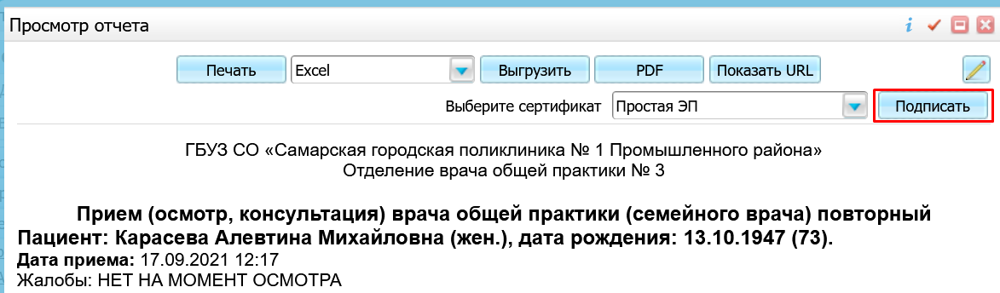 Просмотр отчета
Печать Excel Выгрузить PDF Показать URL
Выберите сертификат Простая ЭП Подписать
ГБУЗ СО «Самарская городская поликлиника № 1 Промышленного района»
Отделение врача общей практики № 3
Прием (осмотр, консультация) врача общей практики (семейного врача) повторный
Пациент: Карасева Алевтина Михайловна (жен.), дата рождения: 13.10.1947 (73).
Дата приема: 17.09.2021 12:17
Жалобы: НЕТ НА МОМЕНТ ОСМОТРА